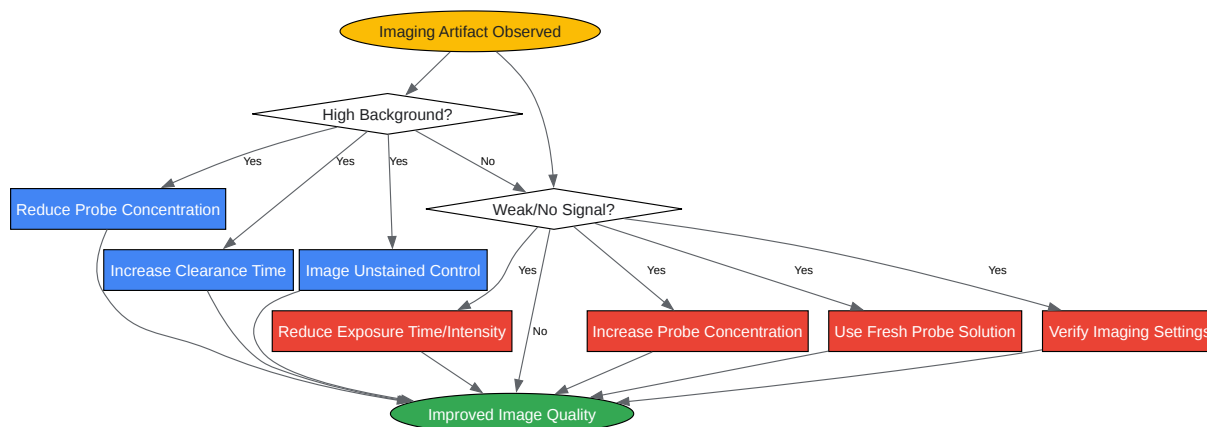 Imaging Artifact Observed
High Background?
Yes
Yes
Yes
No
Reduce Probe Concentration
Weak/No Signal?
Increase Clearance Time
Image Unstained Control
Yes
Yes
Yes
Yes
Reduce Exposure Time/Intensity
No
Increase Probe Concentration
Use Fresh Probe Solution
Verify Imaging Settings
Improved Image Quality